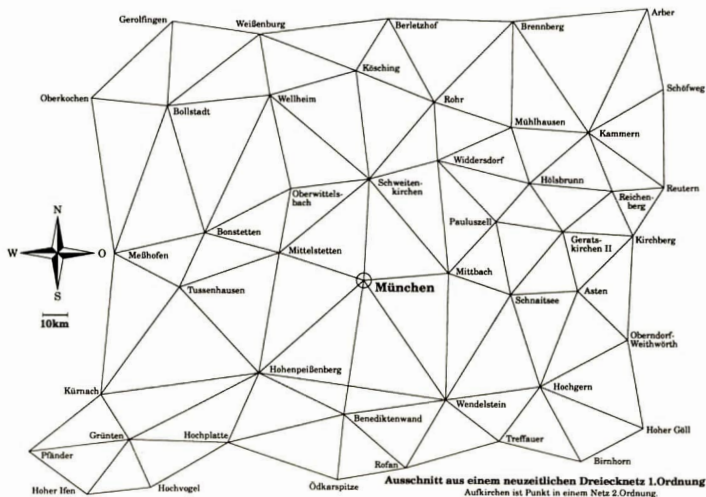 Arber
Gerolfingen
Weißenburg
Berletzhof
Brennberg
Kösching
Schöfweg
Oberkochen
Bollstadt
Wellheim
Rohr
Mühlhausen
Kammern
Widdersdorf
Hölsbrunn
Schweiten-
kirchen
Oberwittels-
bach
Reichen-
berg
Reutern
Pauluszell
Bonstetten
Gerats-
kirchen II
Kirchberg
N
W
O
S
10km
Meßhofen
Mittelstetten
Mittbach
Tussenhausen
München
Schnaitsee
Asten
Oberndorf-
Weithwörth
Hohenpeißenberg
Kürnach
Hochgern
Wendelstein
Benediktenwand
Grünten
Hochplatte
Treffauer
Hoher Göll
Pfänder
Rofan
Birnhorn
Hoher Ifen
Hochvogel
Ödkarspitze
Ausschnitt aus einem neuzeitlichen Dreiecknetz 1.Ordnung
Aufkirchen ist Punkt in einem Netz 2.Ordnung.